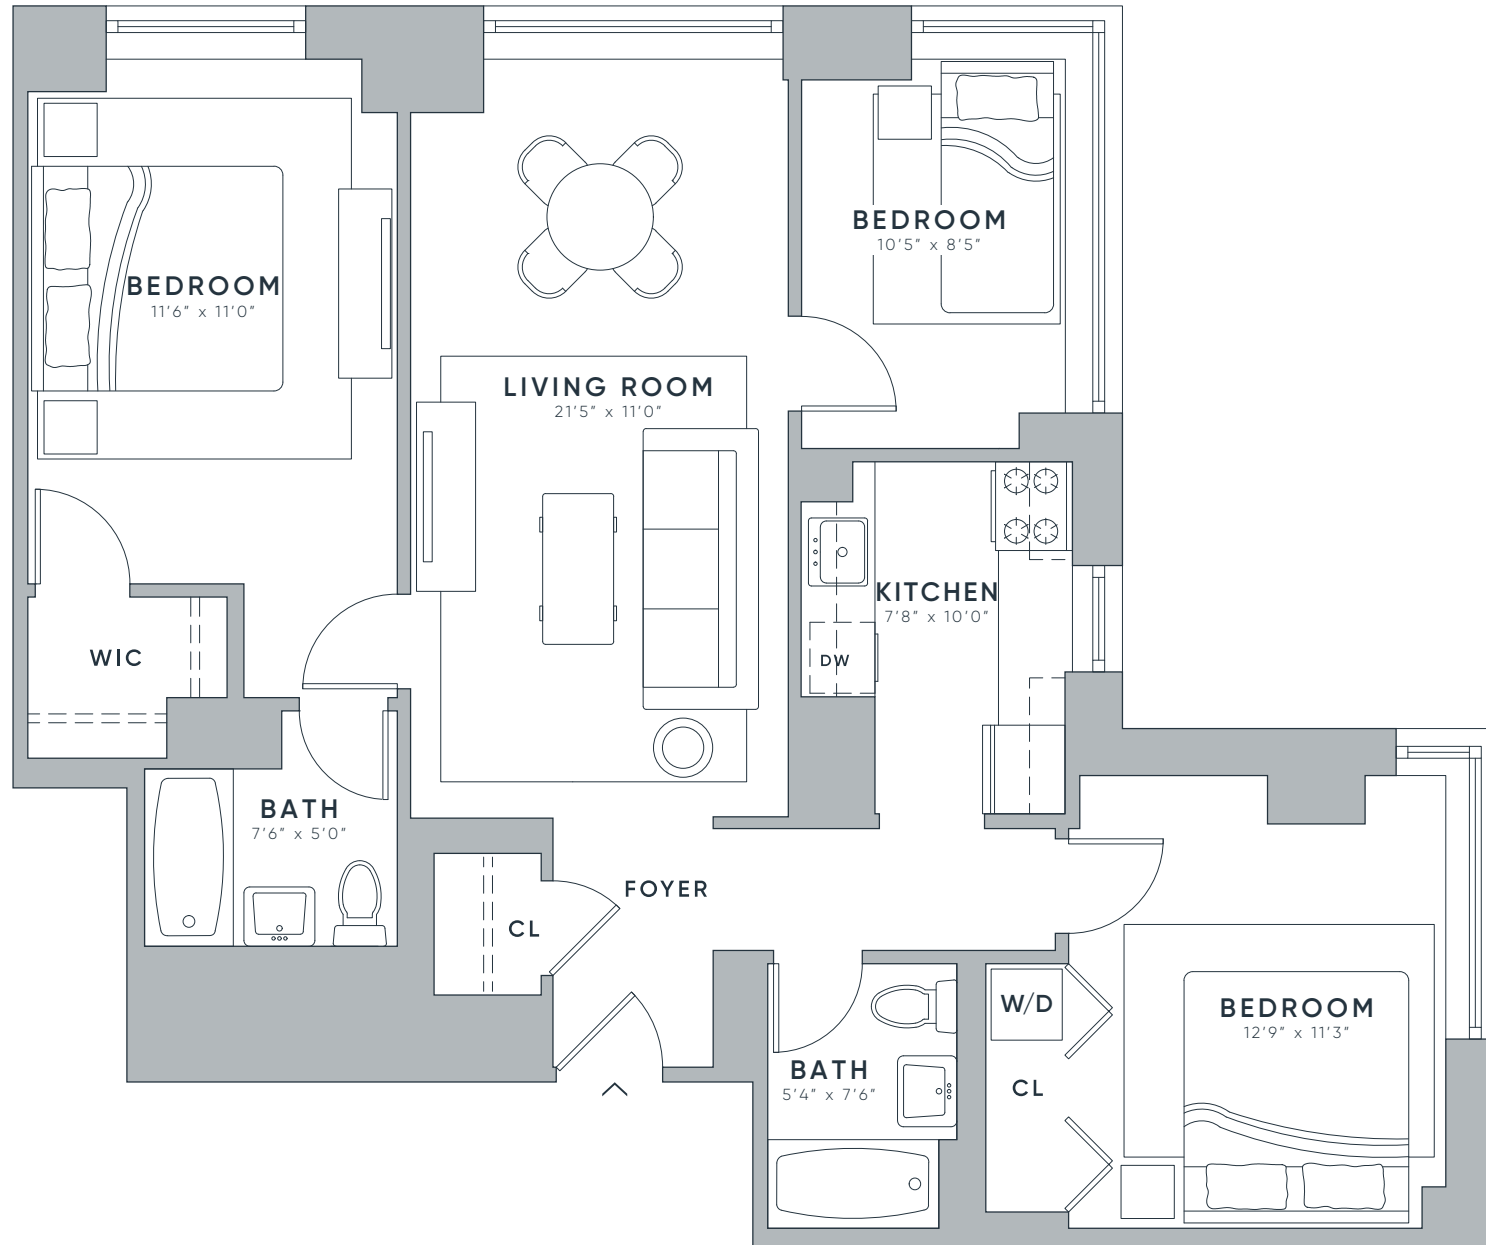 BEDROOM
11'6" x 11'0"
LIVING ROOM
21'5" x 11'0"
BEDROOM
10'5" x 8'5"
KITCHEN
7'8" x 10'0"
DW
WIC
BATH
7'6" x 5'0"
CL
FOYER
BATH
5'4" x 7'6"
W/D
CL
BEDROOM
12'9" x 11'3"